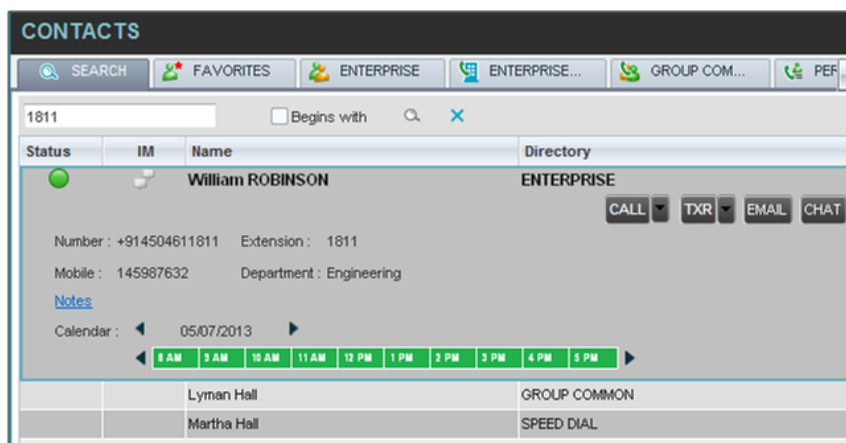 CONTACTS
SEARCH FAVORITES ENTERPRISE ENTERPRISE... GROUP COM... PER
1811 Begins with
Status IM Name Directory
William ROBINSON ENTERPRISE
CALL TXR EMAIL CHAT
Number : +914504611811 Extension : 1811
Mobile : 145987632 Department : Engineering
Notes
Calendar : 05/07/2013
8 AM 9 AM 10 AM 11 AM 12 PM 1 PM 2 PM 3 PM 4 PM 5 PM
Lyman Hall GROUP COMMON
Martha Hall SPEED DIAL